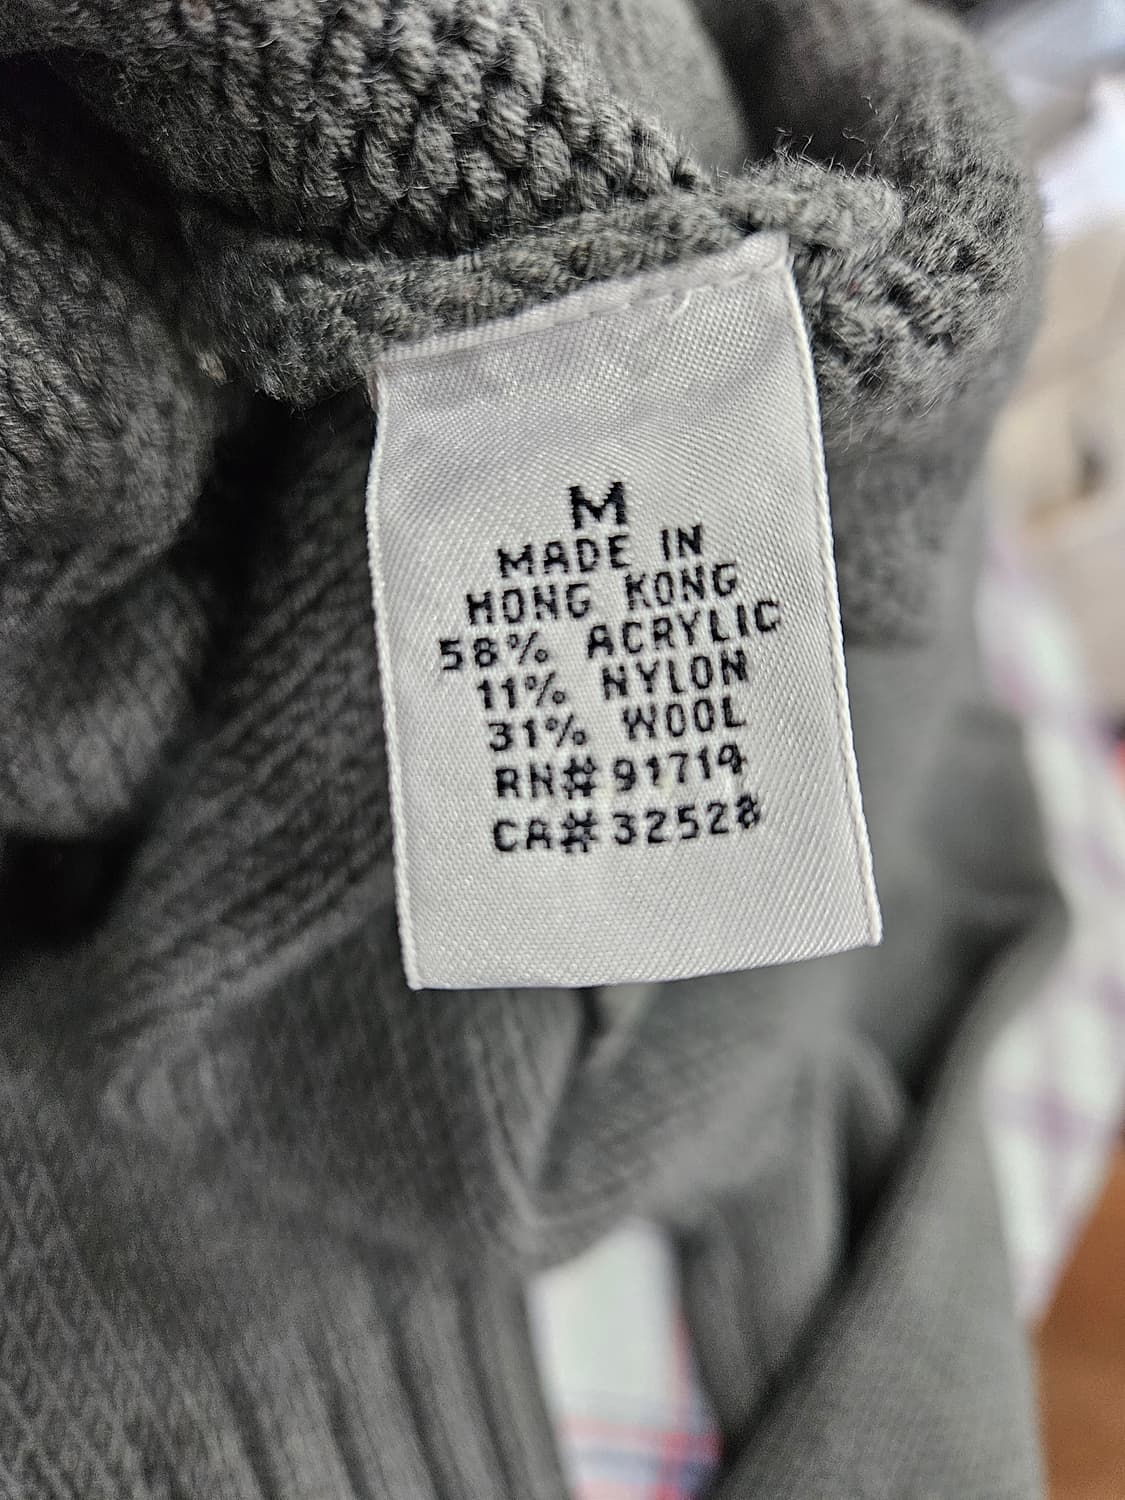 M
MADE IN
HONG KONG
58% ACRYLIC
11% NYLON
31% WOOL
RN# 91719
CA# 32528